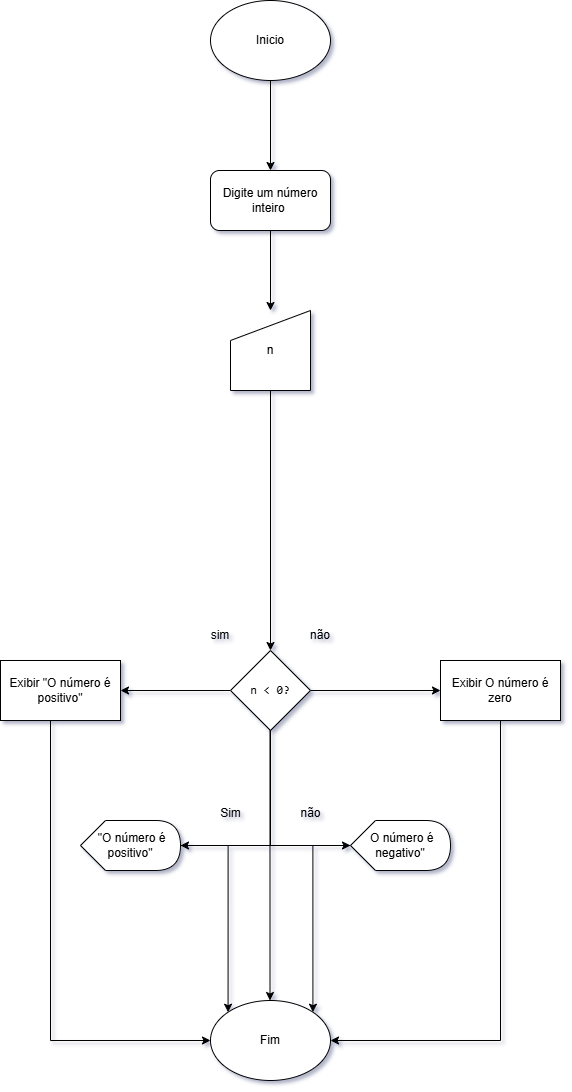 Inicio
Digite um número
inteiro
n
sim
não
Exibir "O número é
positivo"
n < 0?
Exibir O número é
zero
Sim
não
"O número é
positivo"
O número é
negativo"
Fim